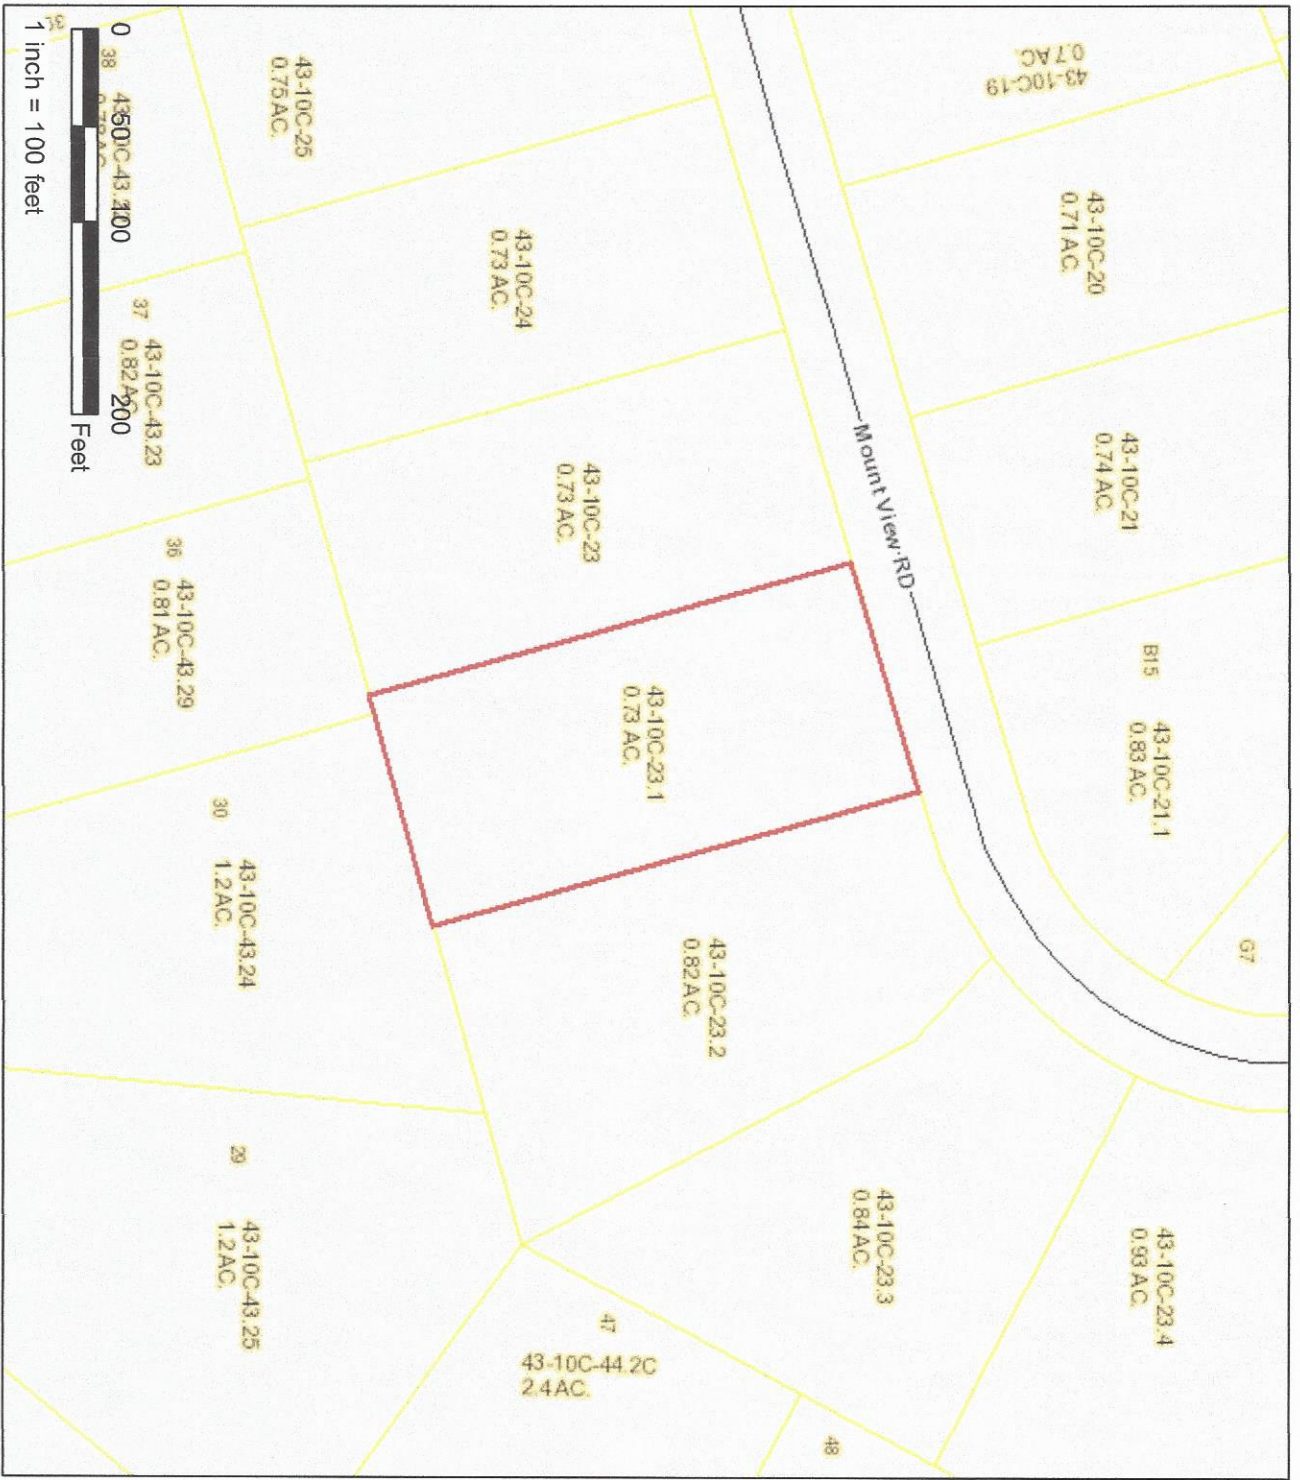 43-10C-19
0.7 AC.
43-10C-20
0.71 AC.
43-10C-21
0.74 AC.
B15
43-10C-21.1
0.83 AC.
G7
Mount View RD
43-10C-25
0.75 AC.
43-10C-24
0.73 AC.
43-10C-23
0.73 AC.
43-10C-23.1
0.73 AC.
43-10C-23.2
0.82 AC.
43-10C-23.3
0.84 AC.
43-10C-23.4
0.93 AC.
38
37
43-10C-43.23
0.82 AC.
36
43-10C-43.29
0.81 AC.
30
43-10C-43.24
1.2 AC.
29
43-10C-43.25
1.2 AC.
47
43-10C-44.2C
2.4 AC.
48
0 50 100 200
Feet
1 inch = 100 feet